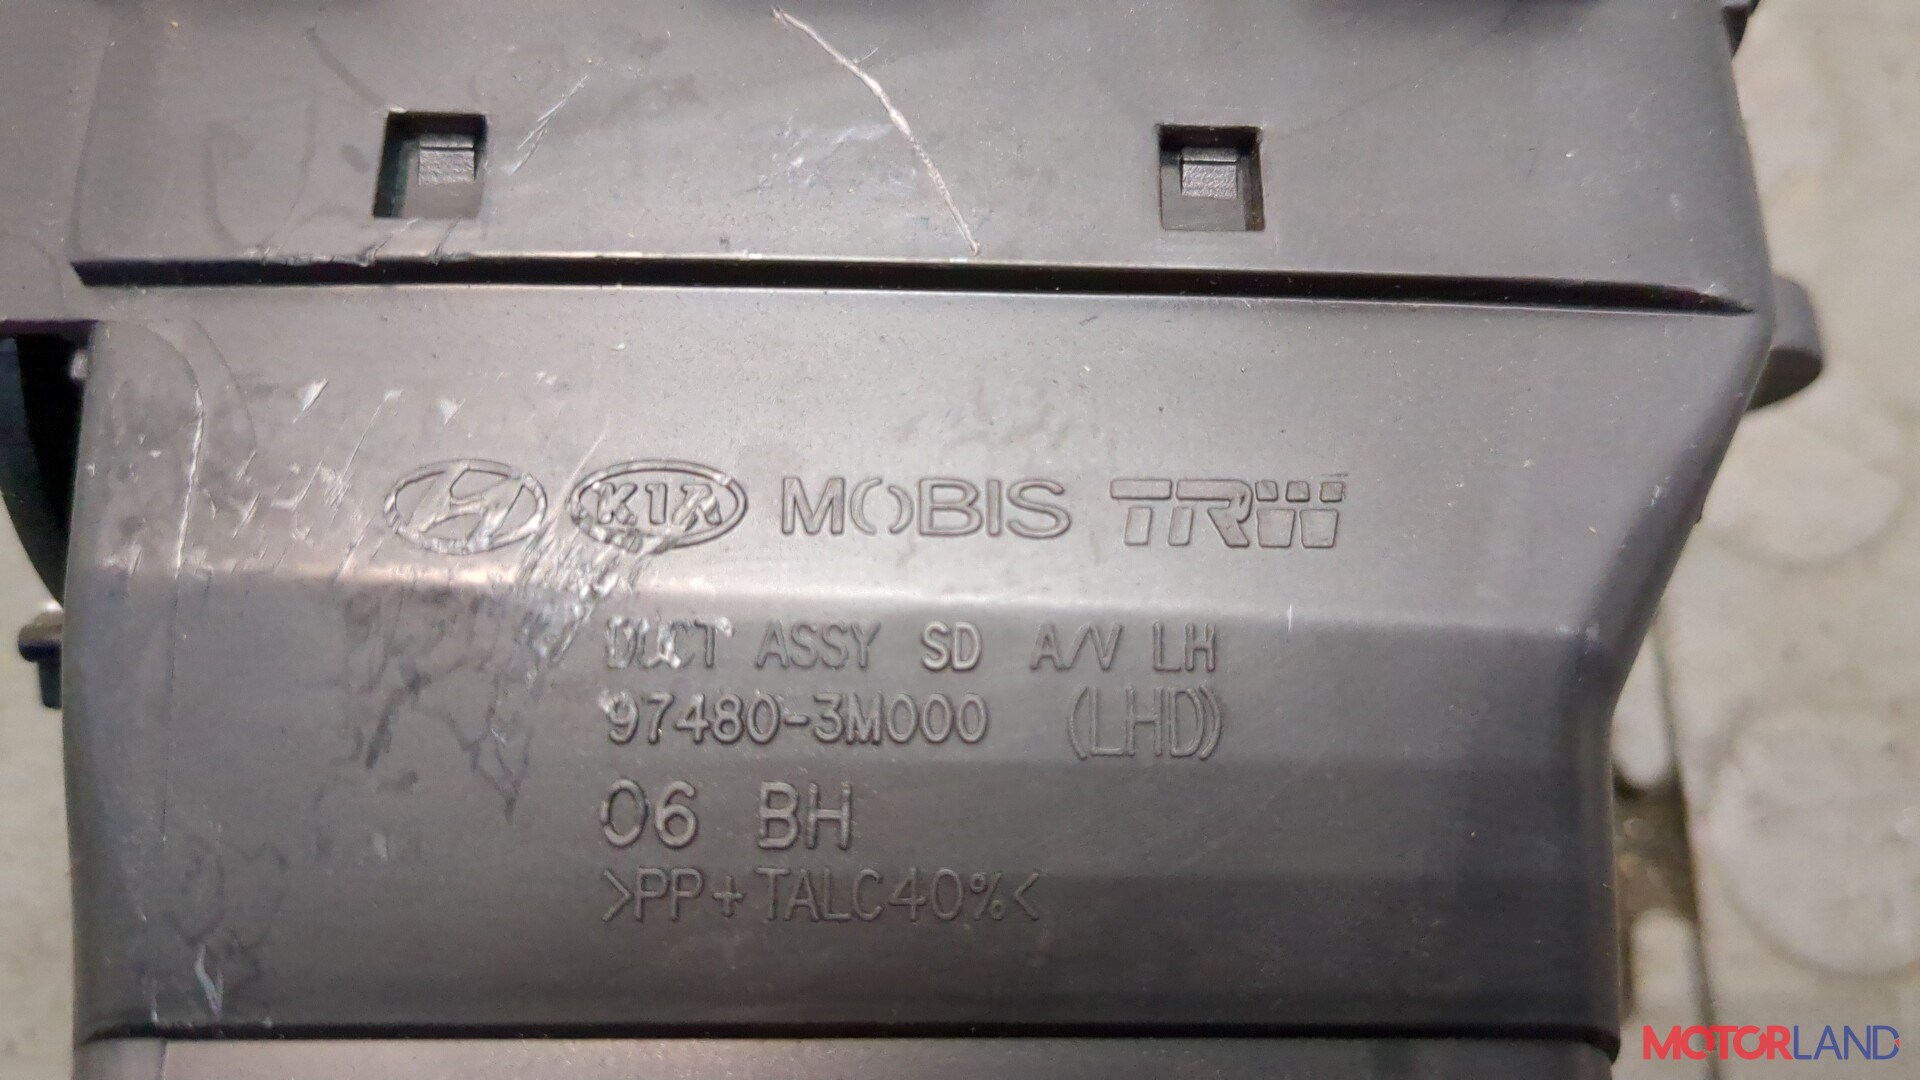 KIA MOBIS TRW
DUCT ASSY SD A/V LH
97480-3M000 (LHD)
06 BH
>PP+TALC40%<
MOTORLAND